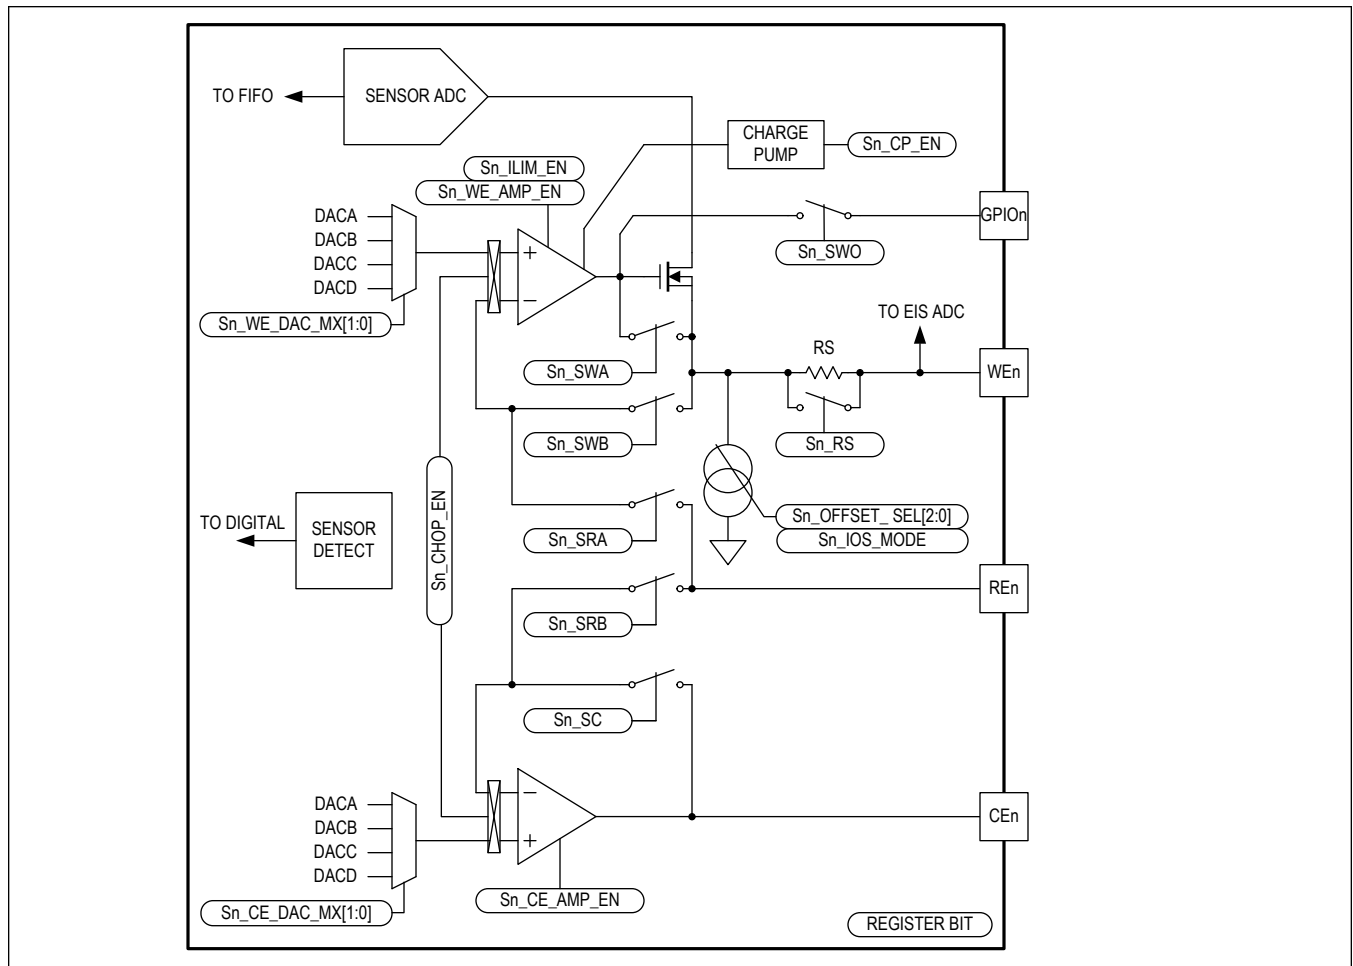 TO FIFO
SENSOR ADC
CHARGE
PUMP
Sn_CP_EN
Sn_ILIM_EN
Sn_WE_AMP_EN
DACA
DACB
DACC
DACD
+
−
GPIOn
Sn_SWO
Sn_WE_DAC_MX[1:0]
TO EIS ADC
RS
WEn
Sn_SWA
Sn_SWB
Sn_RS
Sn_CHOP_EN
TO DIGITAL
SENSOR
DETECT
Sn_OFFSET_ SEL[2:0]
Sn_IOS_MODE
Sn_SRA
REn
Sn_SRB
Sn_SC
DACA
DACB
DACC
DACD
−
+
CEn
Sn_CE_AMP_EN
Sn_CE_DAC_MX[1:0]
REGISTER BIT